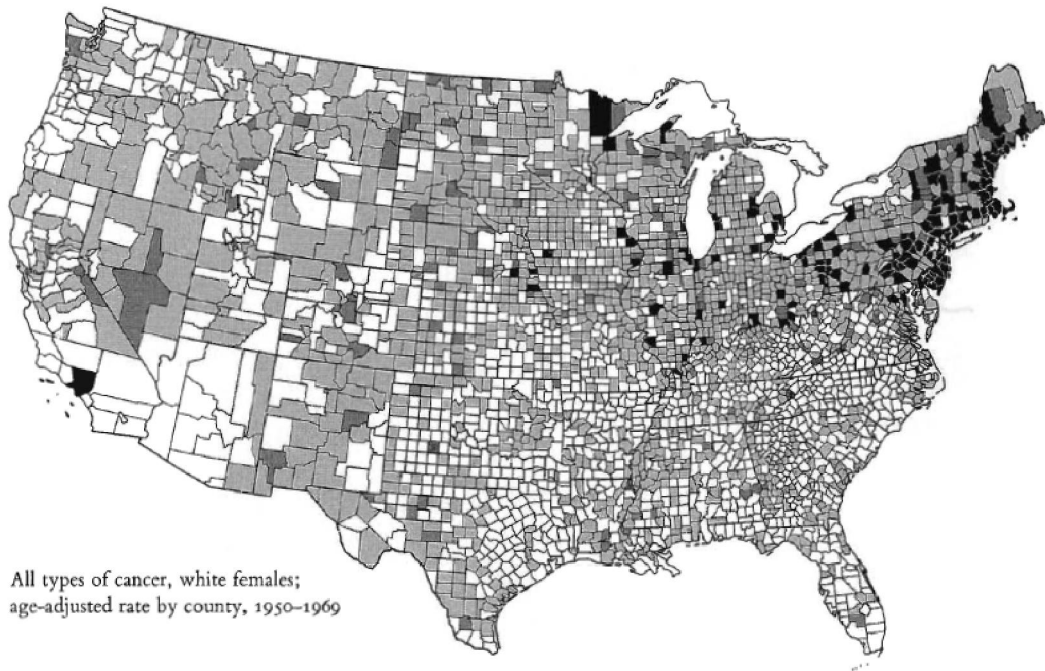 All types of cancer, white females;
age-adjusted rate by county, 1950–1969